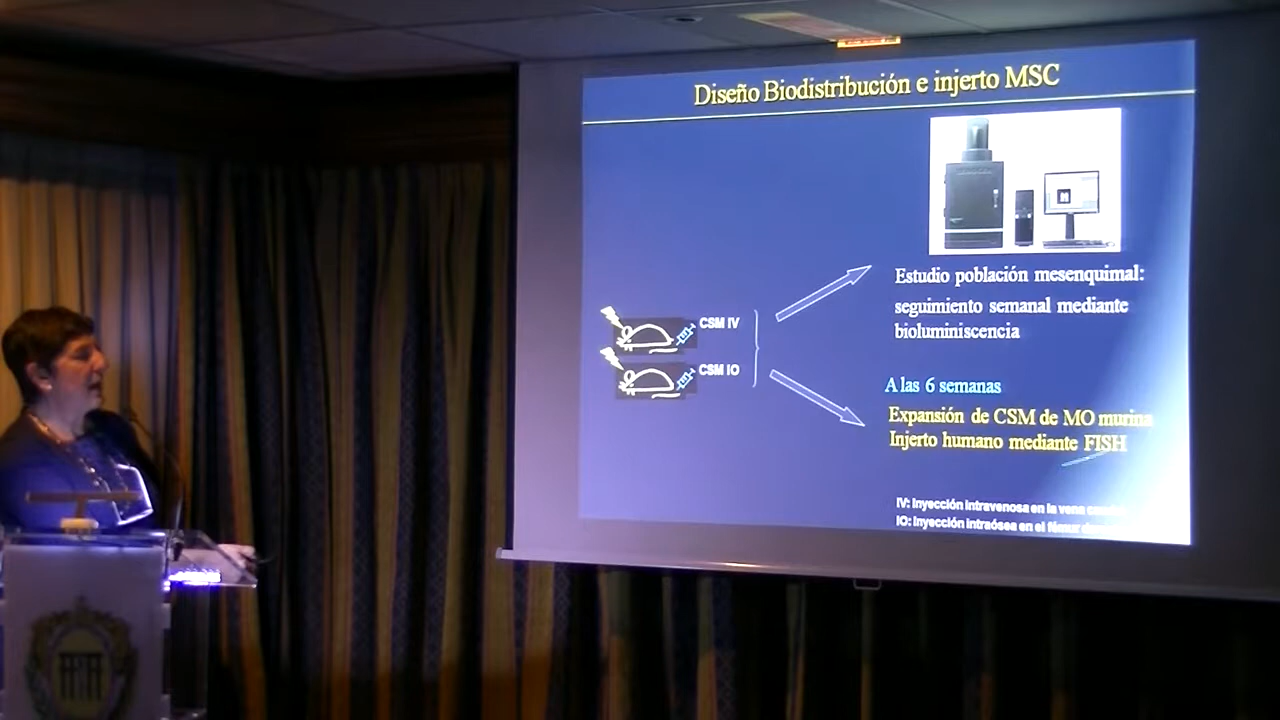 Diseño Biodistribución e injerto MSC
Estudio población mesenquimal:
seguimiento semanal mediante
bioluminiscencia
CSM IV
CSM IO
A las 6 semanas
Expansión de CSM de MO murina
Injerto humano mediante FISH
IV: Inyección intravenosa en la vena
IO: Inyección intraósea en el fémur